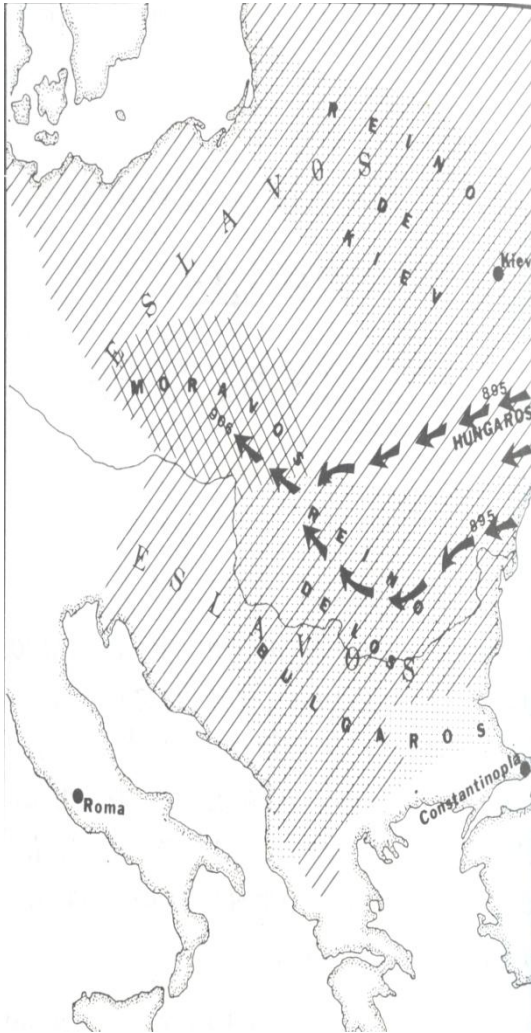 REINO
DE
KIEV
ESLAVOS
Kiev
MORAVOS
895
HUNGAROS
906
895
REINO
DE LOS
ESLAVOS
BULGAROS
Roma
Constantinopla